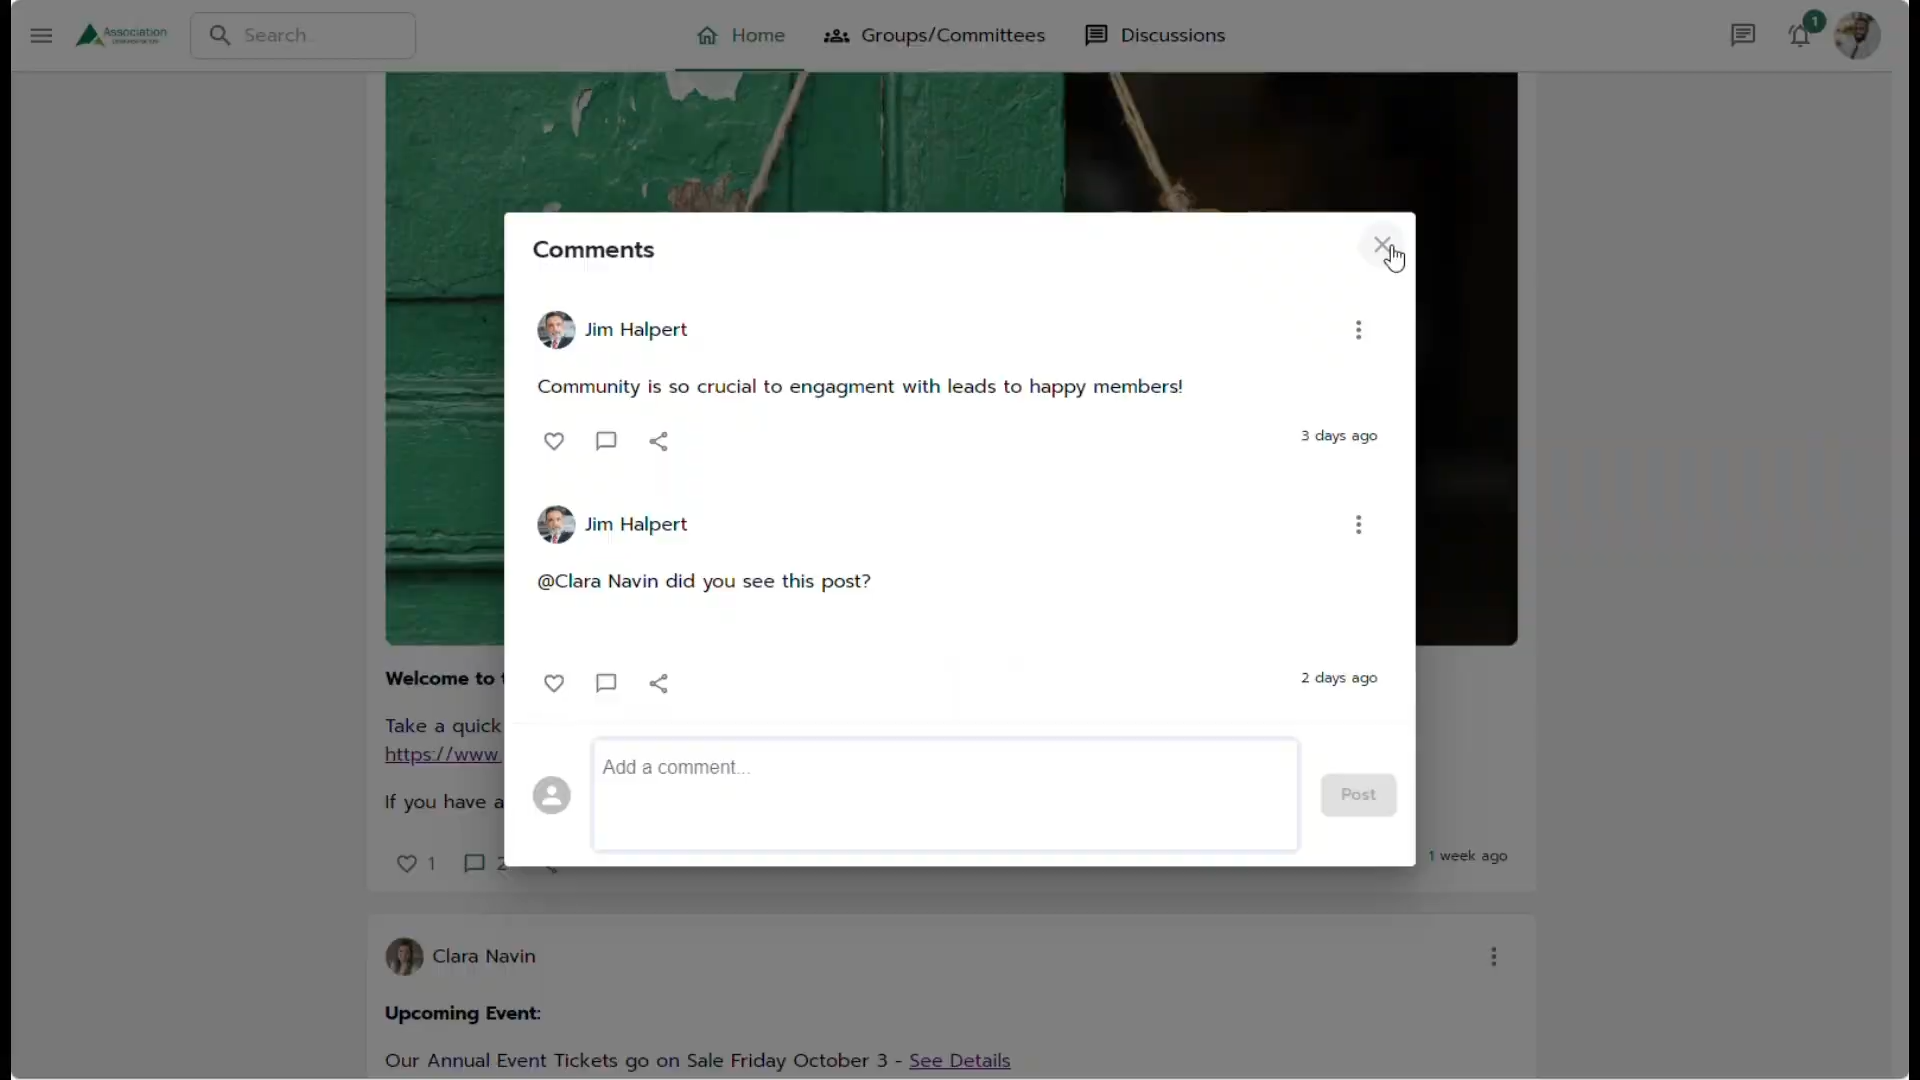 Association
Search...
Home
Groups/Committees
Discussions
1
Comments
Jim Halpert
Community is so crucial to engagment with leads to happy members!
3 days ago
Jim Halpert
@Clara Navin did you see this post?
2 days ago
Add a comment...
Post
Welcome to
Take a quick
https://www.
If you have a
1
2
1 week ago
Clara Navin
Upcoming Event:
Our Annual Event Tickets go on Sale Friday October 3 - See Details